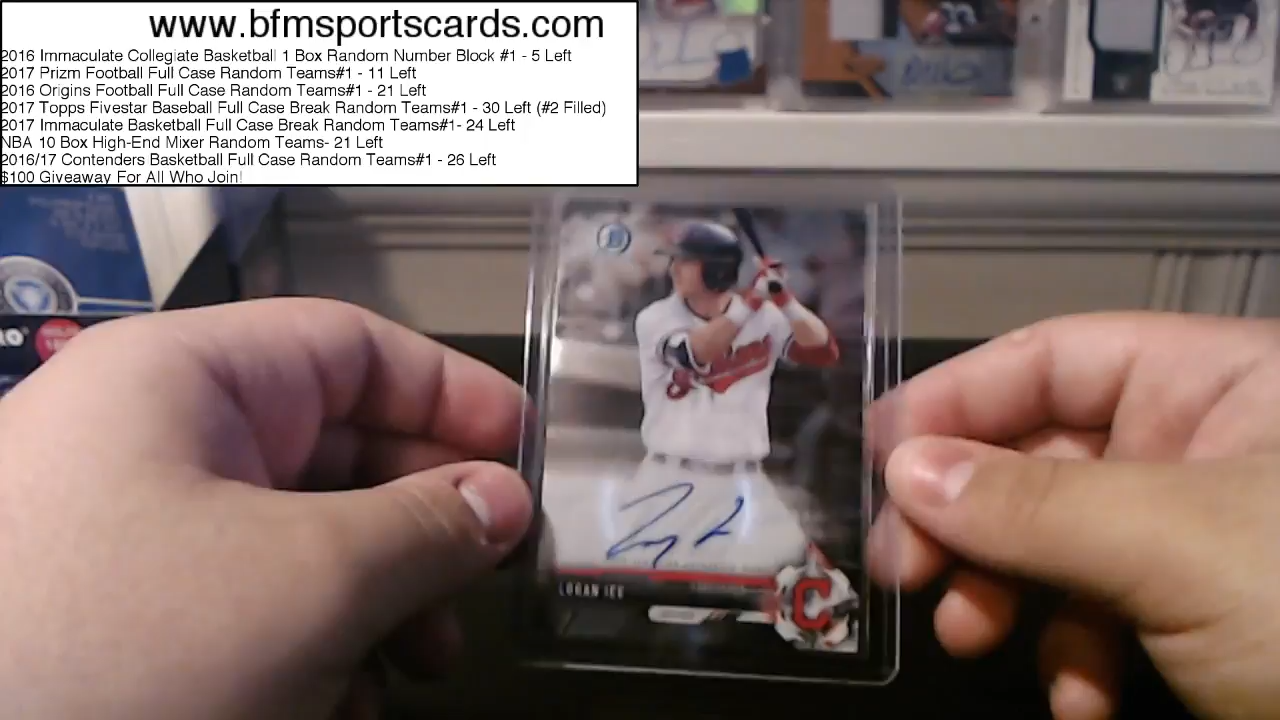 www.bfmsportscards.com
2016 Immaculate Collegiate Basketball 1 Box Random Number Block #1 - 5 Left
2017 Prizm Football Full Case Random Teams#1 - 11 Left
2016 Origins Football Full Case Random Teams#1 - 21 Left
2017 Topps Fivestar Baseball Full Case Break Random Teams#1 - 30 Left (#2 Filled)
2017 Immaculate Basketball Full Case Break Random Teams#1- 24 Left
NBA 10 Box High-End Mixer Random Teams- 21 Left
2016/17 Contenders Basketball Full Case Random Teams#1 - 26 Left
$100 Giveaway For All Who Join!
LOGAN ICE
C